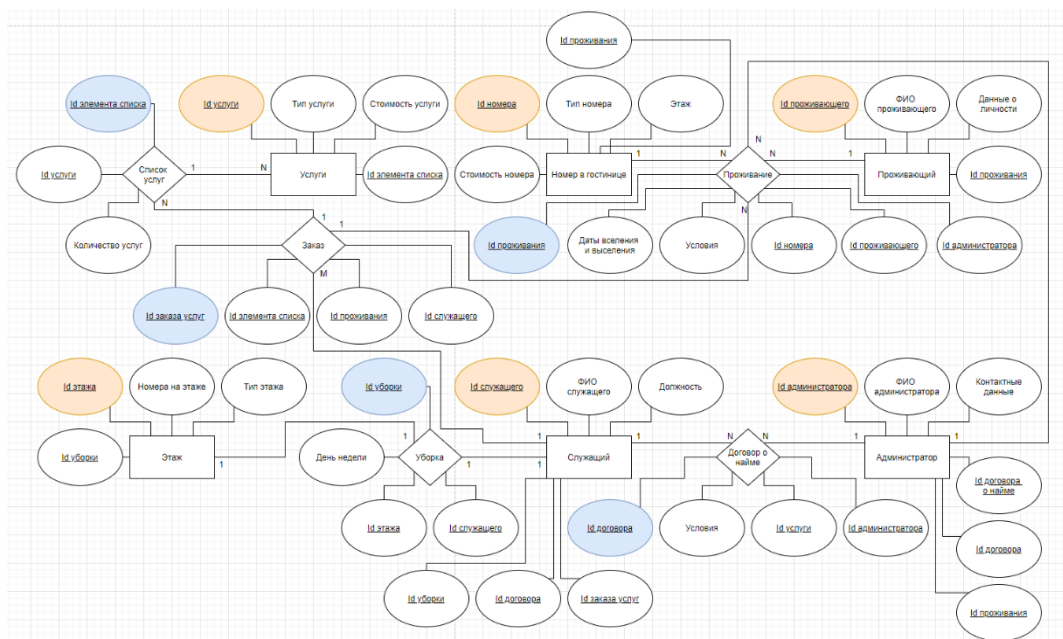 Id проживания
Id элемента списка
Id услуги
Тип услуги
Стоимость услуги
Id номера
Тип номера
Этаж
Id проживающего
ФИО
проживающего
Данные о
личности
N
1
N
Id услуги
Список
услуг
1
N
Услуги
Id элемента списка
Стоимость номера
Номер в гостинице
1
N
Проживание
N
1
Проживающий
Id проживания
N
N
Количество услуг
1
1
Заказ
M
Id проживания
Даты вселения
и выселения
Условия
Id номера
Id проживающего
Id администратора
Id заказа услуг
Id элемента списка
Id проживания
Id служащего
Id этажа
Номера на этаже
Тип этажа
Id уборки
Id служащего
ФИО
служащего
Должность
Id администратора
ФИО
администратора
Контактные
данные
Id уборки
Этаж
1
День недели
1
Уборка
1
1
1
Служащий
1
N
Договор о
найме
N
1
Администратор
1
Id договора
о найме
Id этажа
Id служащего
Id договора
Условия
Id услуги
Id администратора
Id договора
Id уборки
Id договора
Id заказа услуг
Id проживания